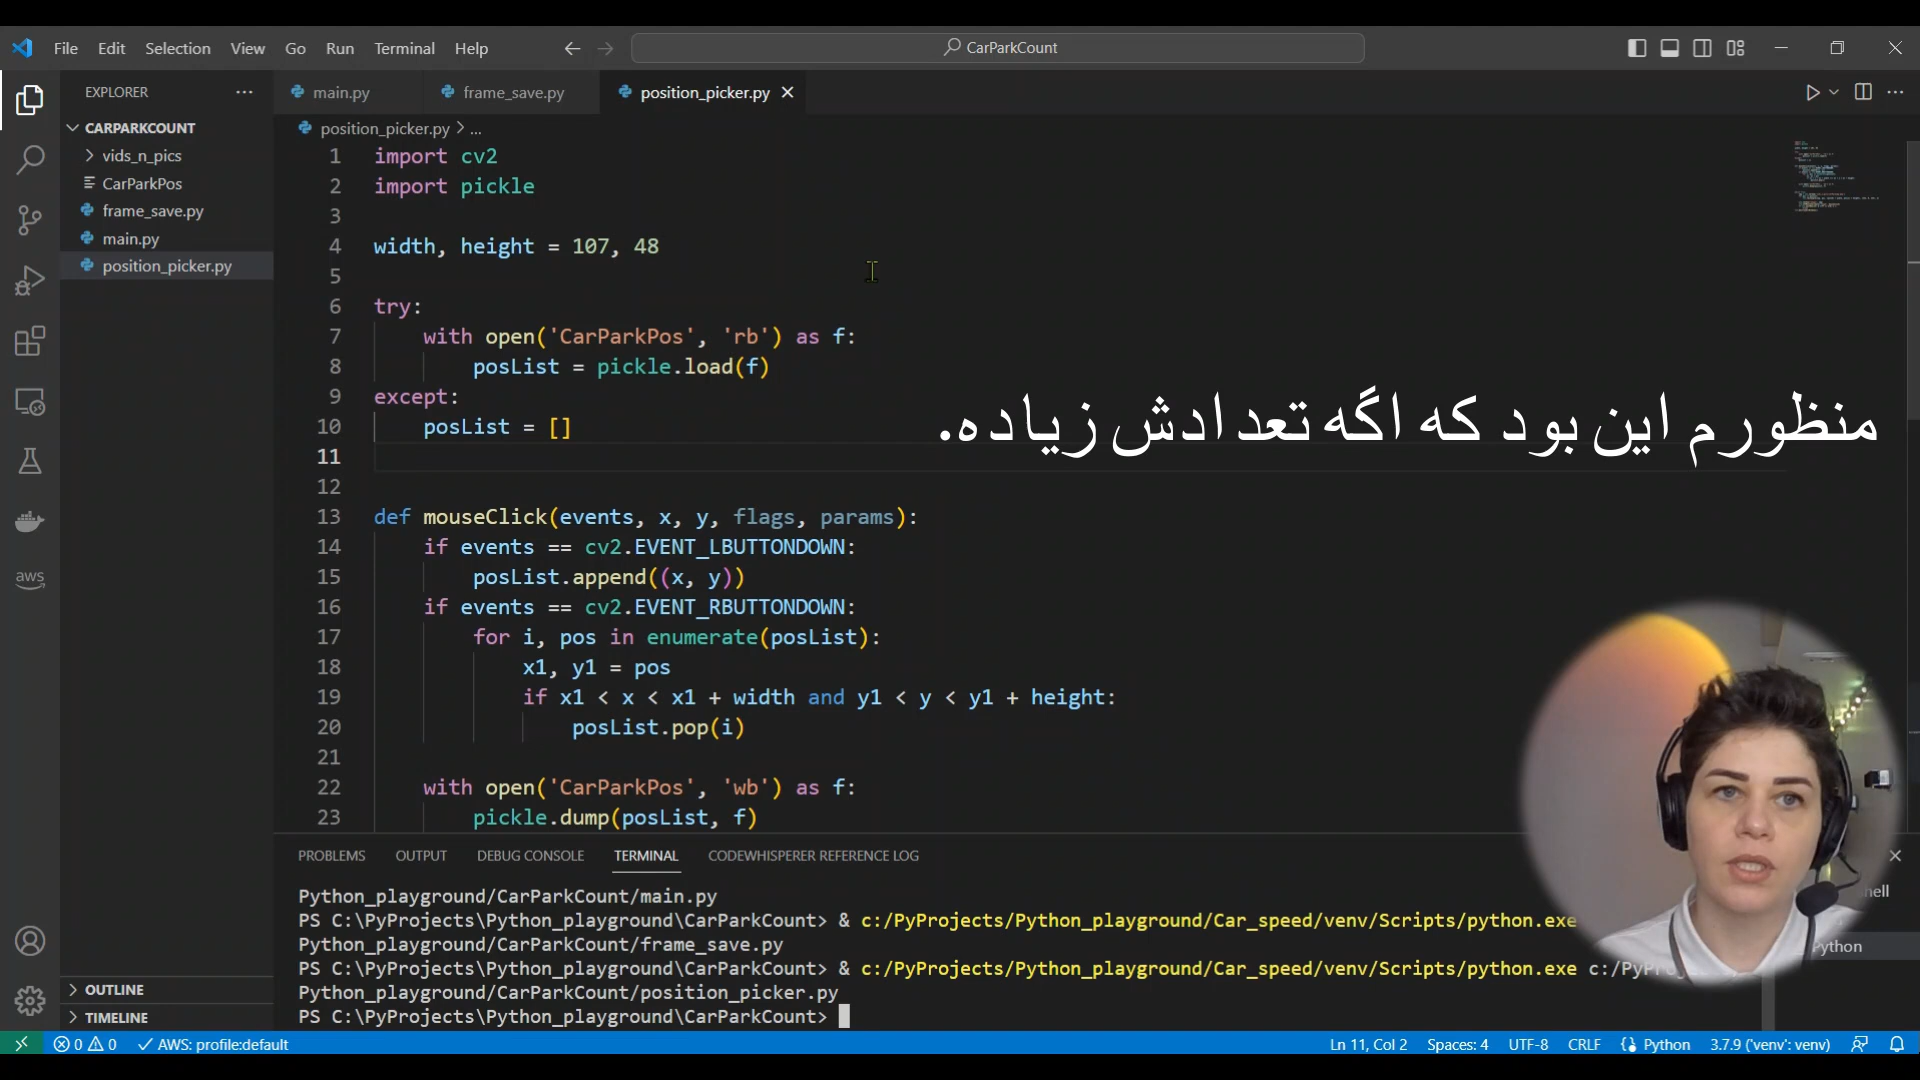 File Edit Selection View Go Run Terminal Help
CarParkCount
EXPLORER
CARPARKCOUNT
vids_n_pics
CarParkPos
frame_save.py
main.py
position_picker.py
OUTLINE
TIMELINE
aws
main.py frame_save.py position_picker.py
position_picker.py > ...
1 import cv2
2 import pickle
3
4 width, height = 107, 48
5
6 try:
7 with open('CarParkPos', 'rb') as f:
8 posList = pickle.load(f)
9 except:
10 posList = []
11
12
13 def mouseClick(events, x, y, flags, params):
14 if events == cv2.EVENT_LBUTTONDOWN:
15 posList.append((x, y))
16 if events == cv2.EVENT_RBUTTONDOWN:
17 for i, pos in enumerate(posList):
18 x1, y1 = pos
19 if x1 < x < x1 + width and y1 < y < y1 + height:
20 posList.pop(i)
21
22 with open('CarParkPos', 'wb') as f:
23 pickle.dump(posList, f)
منظورم این بود که اگه تعدادش زیاده.
PROBLEMS OUTPUT DEBUG CONSOLE TERMINAL CODEWHISPERER REFERENCE LOG
Python_playground/CarParkCount/main.py
PS C:\PyProjects\Python_playground\CarParkCount> & c:/PyProjects/Python_playground/Car_speed/venv/Scripts/python.exe
Python_playground/CarParkCount/frame_save.py
PS C:\PyProjects\Python_playground\CarParkCount> & c:/PyProjects/Python_playground/Car_speed/venv/Scripts/python.exe
Python_playground/CarParkCount/position_picker.py
PS C:\PyProjects\Python_playground\CarParkCount>
Python
0 0 AWS: profile:default
Ln 11, Col 2 Spaces: 4 UTF-8 CRLF Python 3.7.9 ('venv': venv)